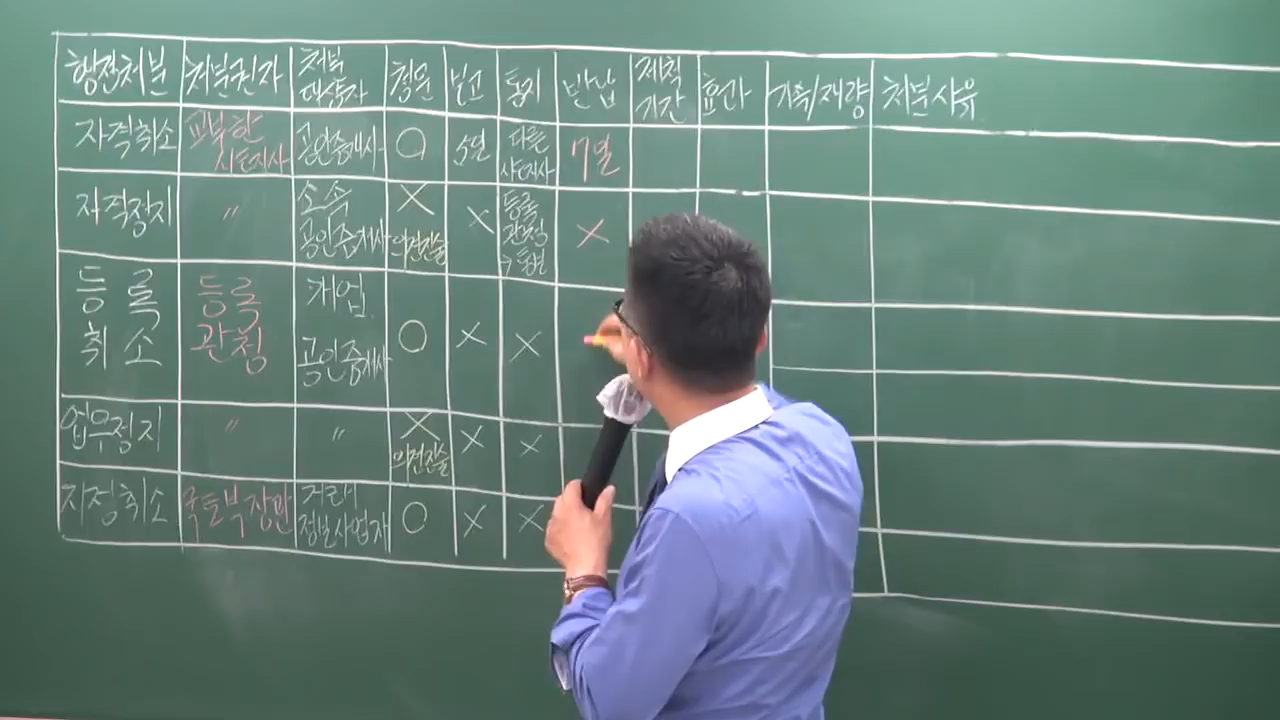 행정처분 처분권자 처분 대상자 청문 보고 통지 반납 제척 기간 효과 기속/재량 처분사유
자격취소 교부한 시·도지사 공인중개사 ○ 5일 다른 시·도지사 7일
자격정지 〃 소속 공인중개사 × 의견진술 × 등록 관청 → 통보 ×
등록 취소 등록 관청 개업 공인중개사 ○ × ×
업무정지 〃 〃 × 의견진술 × ×
지정취소 국토부장관 거래 정보사업자 ○ × ×